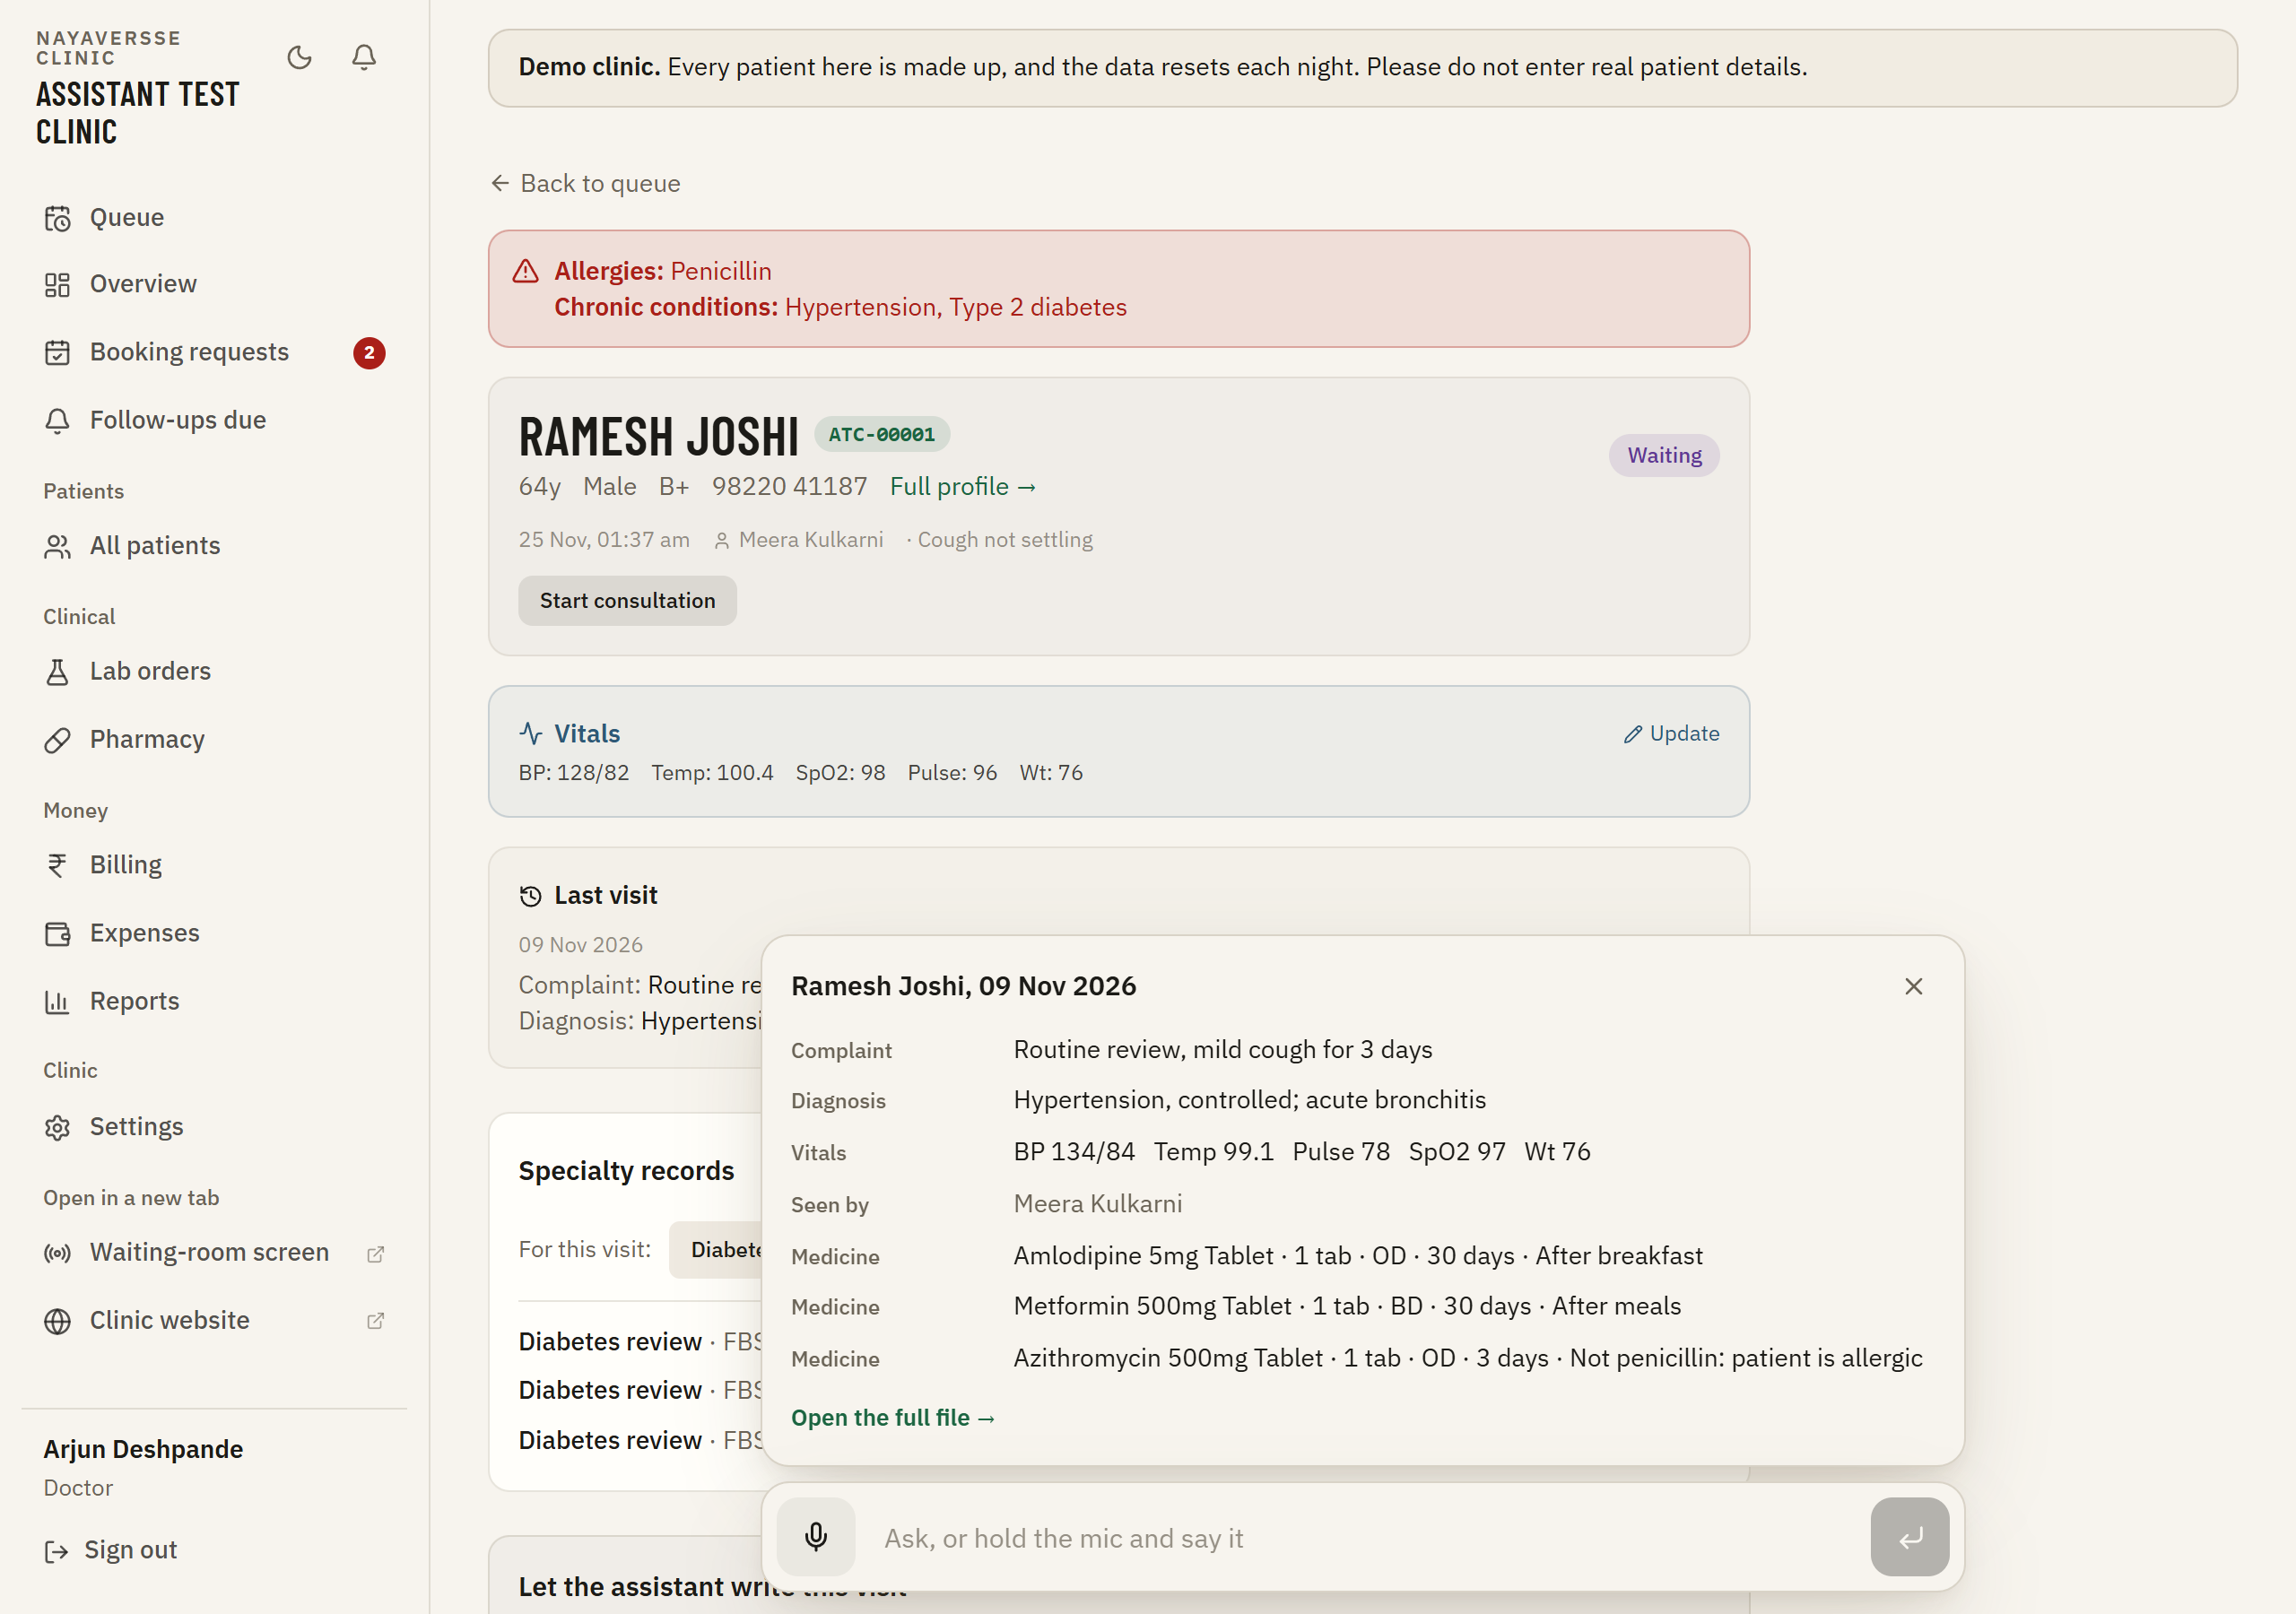 NAYAVERSSE
CLINIC
ASSISTANT TEST
CLINIC
Queue
Overview
Booking requests 2
Follow-ups due
Patients
All patients
Clinical
Lab orders
Pharmacy
Money
Billing
Expenses
Reports
Clinic
Settings
Open in a new tab
Waiting-room screen
Clinic website
Arjun Deshpande
Doctor
Sign out
Demo clinic. Every patient here is made up, and the data resets each night. Please do not enter real patient details.
← Back to queue
Allergies: Penicillin
Chronic conditions: Hypertension, Type 2 diabetes
RAMESH JOSHI ATC-00001
Waiting
64y Male B+ 98220 41187 Full profile →
25 Nov, 01:37 am Meera Kulkarni · Cough not settling
Start consultation
Vitals
Update
BP: 128/82 Temp: 100.4 SpO2: 98 Pulse: 96 Wt: 76
Last visit
09 Nov 2026
Complaint: Routine re
Diagnosis: Hypertensi
Specialty records
For this visit: Diabete
Diabetes review · FBS
Diabetes review · FBS
Diabetes review · FBS
Let the assistant write this visit
Ramesh Joshi, 09 Nov 2026
Complaint Routine review, mild cough for 3 days
Diagnosis Hypertension, controlled; acute bronchitis
Vitals BP 134/84 Temp 99.1 Pulse 78 SpO2 97 Wt 76
Seen by Meera Kulkarni
Medicine Amlodipine 5mg Tablet · 1 tab · OD · 30 days · After breakfast
Medicine Metformin 500mg Tablet · 1 tab · BD · 30 days · After meals
Medicine Azithromycin 500mg Tablet · 1 tab · OD · 3 days · Not penicillin: patient is allergic
Open the full file →
Ask, or hold the mic and say it